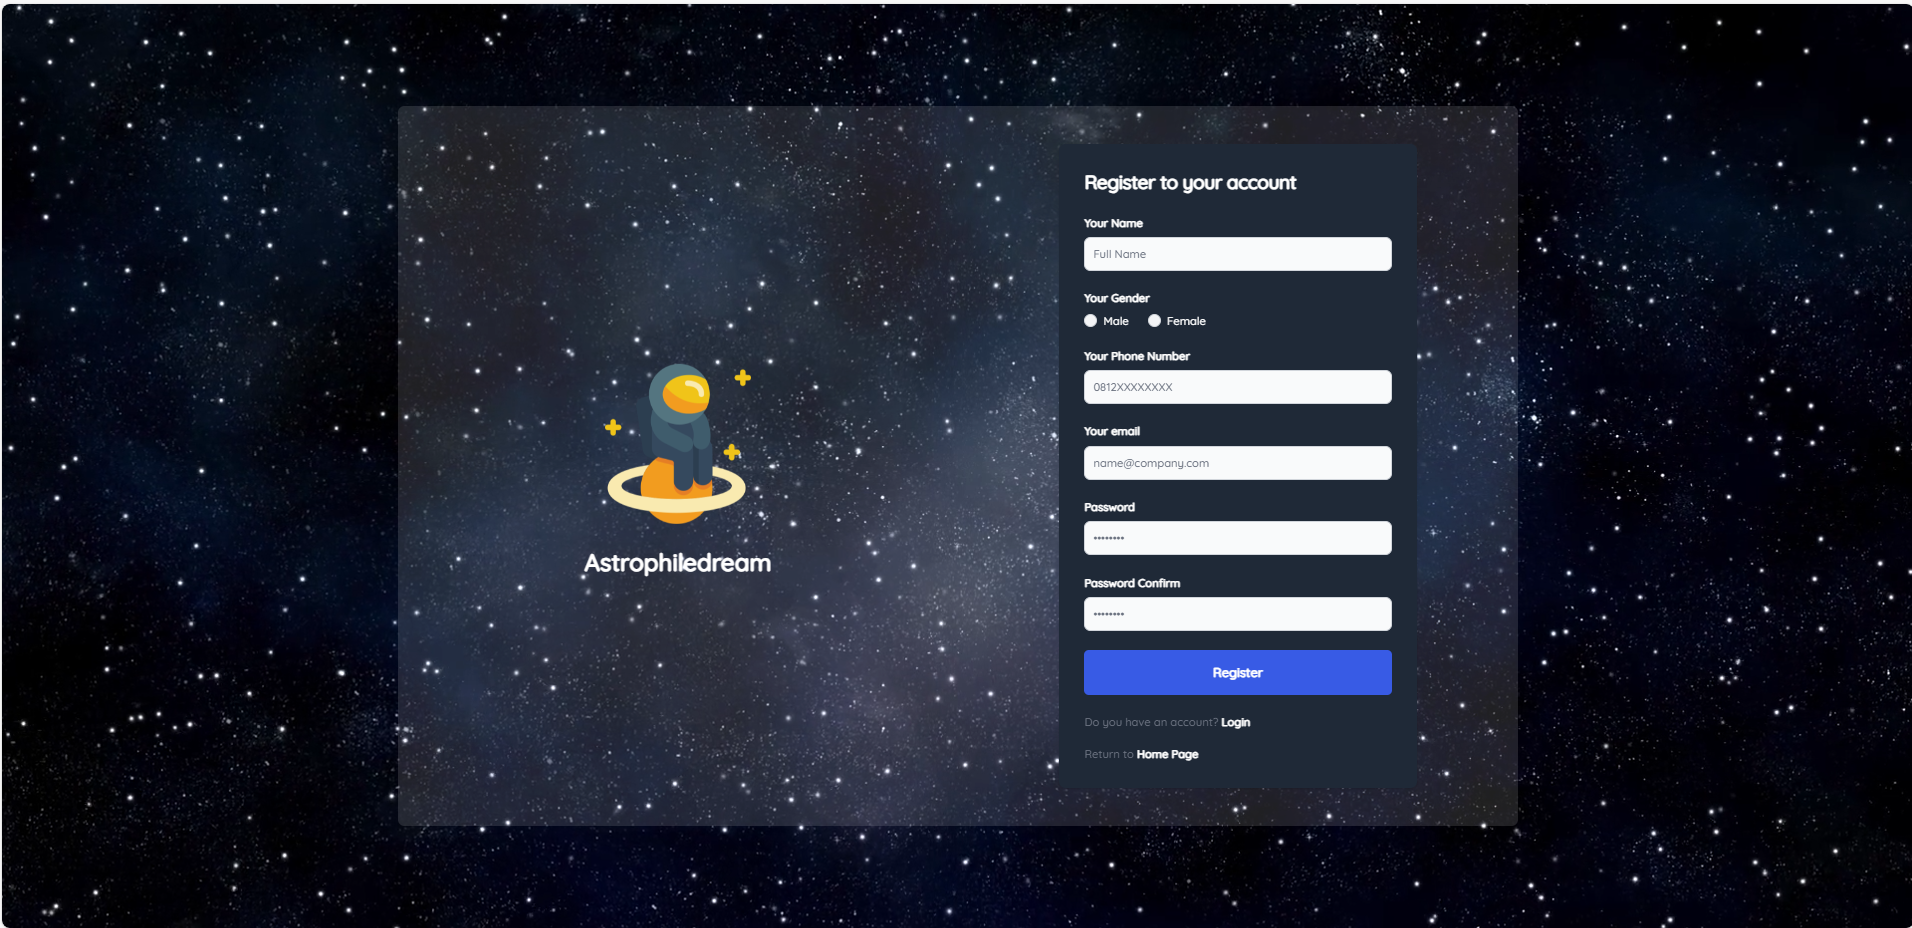 Astrophiledream
Register to your account
Your Name
Full Name
Your Gender
Male Female
Your Phone Number
0812XXXXXXXX
Your email
name@company.com
Password
••••••••
Password Confirm
••••••••
Register
Do you have an account? Login
Return to Home Page